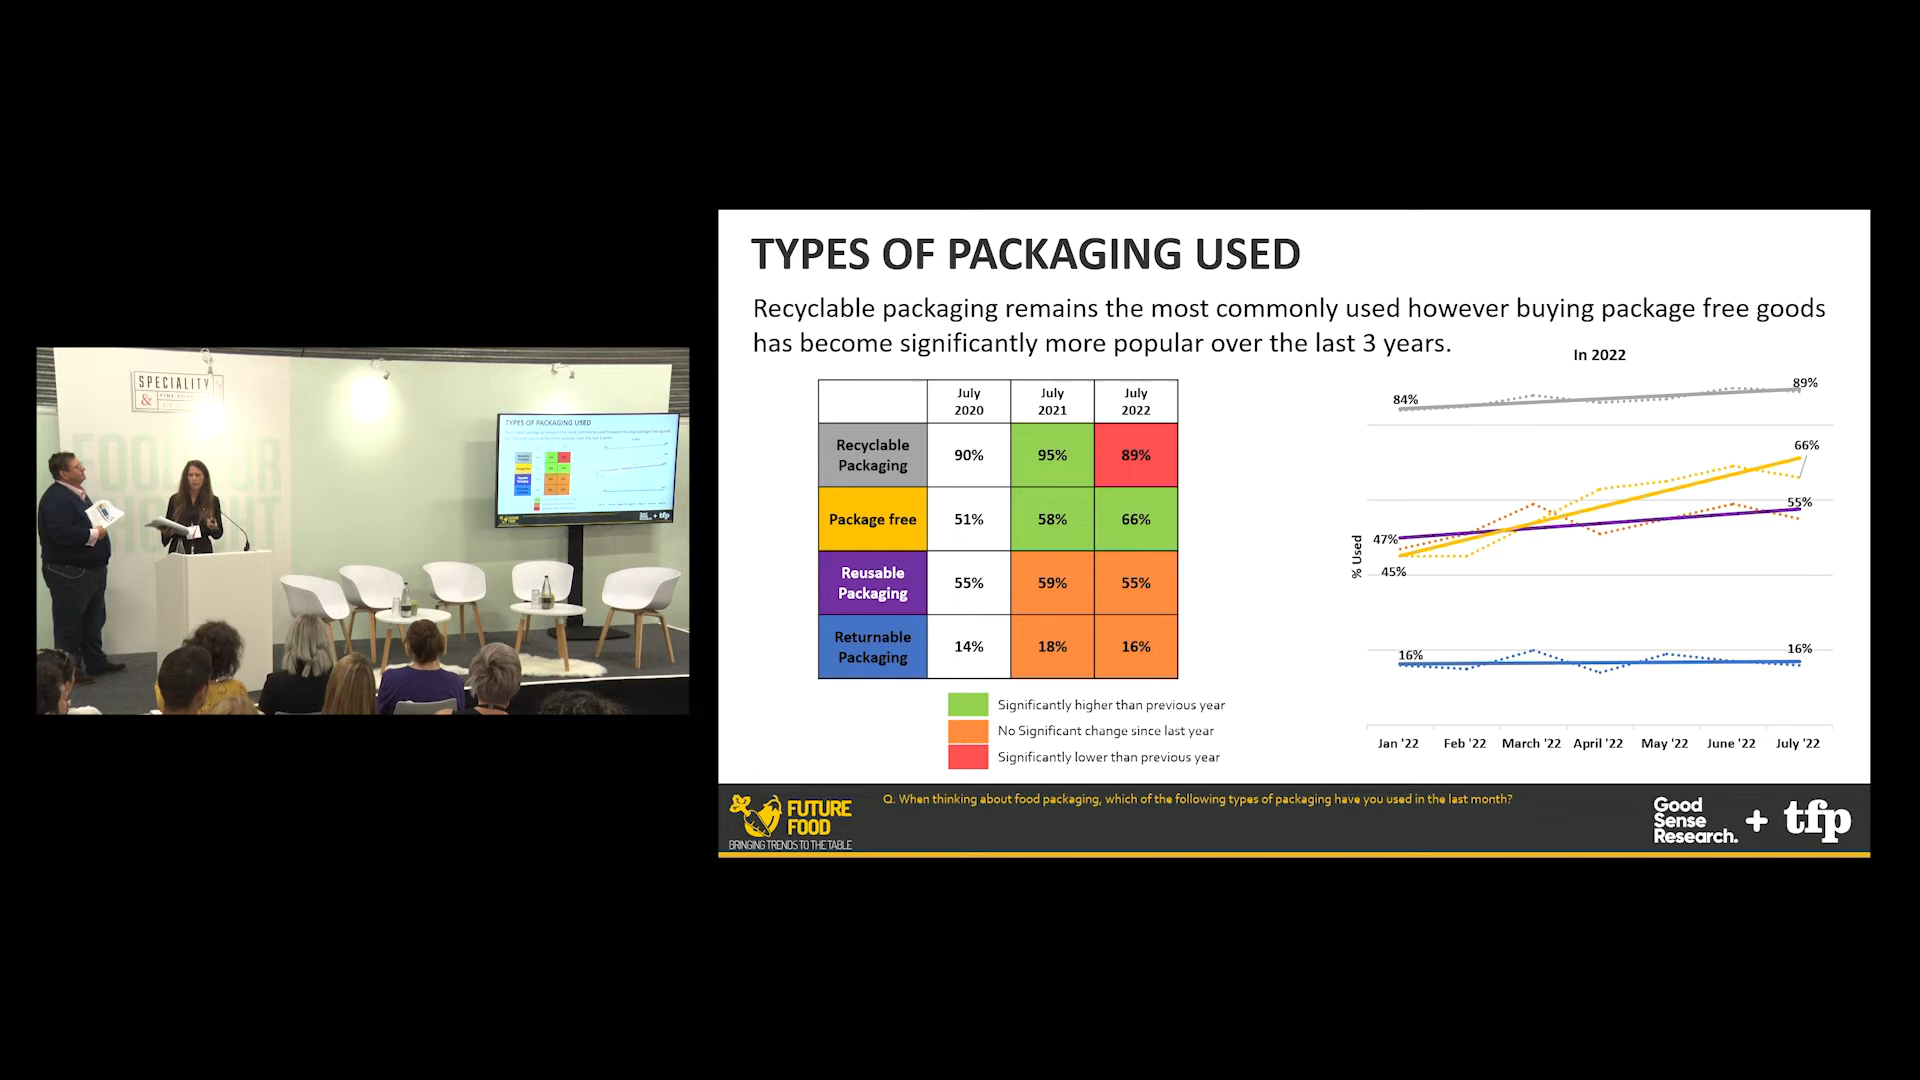 SPECIALITY
&
TYPES OF PACKAGING USED
TYPES OF PACKAGING USED
Recyclable packaging remains the most commonly used however buying package free goods
has become significantly more popular over the last 3 years.
July 2020
July 2021
July 2022
Recyclable Packaging
90%
95%
89%
Package free
51%
58%
66%
Reusable Packaging
55%
59%
55%
Returnable Packaging
14%
18%
16%
Significantly higher than previous year
No Significant change since last year
Significantly lower than previous year
In 2022
% Used
84%
89%
66%
55%
47%
45%
16%
16%
Jan '22
Feb '22
March '22
April '22
May '22
June '22
July '22
FUTURE
FOOD
BRINGING TRENDS TO THE TABLE
Q. When thinking about food packaging, which of the following types of packaging have you used in the last month?
Good
Sense
Research.
+ tfp